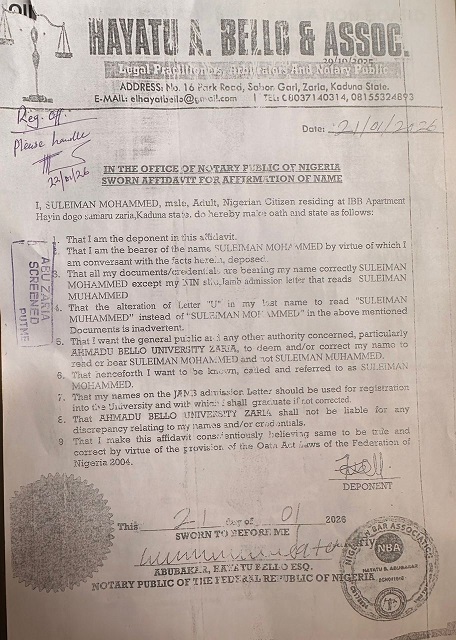 HAYATU A. BELLO & ASSOC.
29/10/2025
Legal Practitioners, Arbitrators And Notary Public
ADDRESS: No. 16 Park Road, Sabon Gari, Zaria, Kaduna State.
E-MAIL: elhayatbello@gmail.com | TEL: 08037140314, 08155324893
Reg. Off.
Please handle
22/01/26
Date: 21/01/2026
IN THE OFFICE OF NOTARY PUBLIC OF NIGERIA
SWORN AFFIDAVIT FOR AFFIRMATION OF NAME
I, SULEIMAN MOHAMMED, male, Adult, Nigerian Citizen residing at IBB Apartment
Hayin dogo samaru zaria,Kaduna state, do hereby make oath and state as follows:
1. That I am the deponent in this affidavit.
2. That I am the bearer of the name SULEIMAN MOHAMMED by virtue of which I
am conversant with the facts herein deposed.
3. That all my documents/credentials are bearing my name correctly SULEIMAN
MOHAMMED except my NIN jamb admission letter that reads SULEIMAN
MUHAMMED
4. That the alteration of Letter "U" in my last name to read "SULEIMAN
MUHAMMED" instead of "SULEIMAN MOHAMMED" in the above mentioned
Documents is inadvertent.
5. That I want the general public and any other authority concerned, particularly
AHMADU BELLO UNIVERSITY ZARIA, to deem and/or correct my name to
read or bear SULEIMAN MOHAMMED and not SULEIMAN MUHAMMED.
6. That henceforth I want to be known, called and referred to as SULEIMAN
MOHAMMED.
7. That my names on the JAMB admission Letter should be used for registration
into the University and with which I shall graduate if not corrected.
8. That AHMADU BELLO UNIVERSITY ZARIA shall not be liable for any
discrepancy relating to my names and/or credentials.
9 That I make this affidavit conscientiously believing same to be true and
correct by virtue of the provision of the Oath Act Laws of the Federation of
Nigeria 2004.
ABU ZARIA
SCREENED
PUTME
DEPONENT
This 21 day of 01 2026
SWORN TO BEFORE ME
ABUBAKAR, HAYATU BELLO ESQ.
NOTARY PUBLIC OF THE FEDERAL REPUBLIC OF NIGERIA
NIGERIAN BAR ASSOCIATION
NBA
HAYATU B. ABUBAKAR